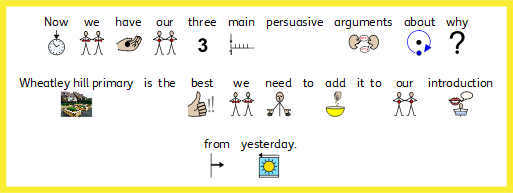 Now we have our three main persuasive arguments about why
Wheatley hill primary is the best we need to add it to our introduction
from yesterday.